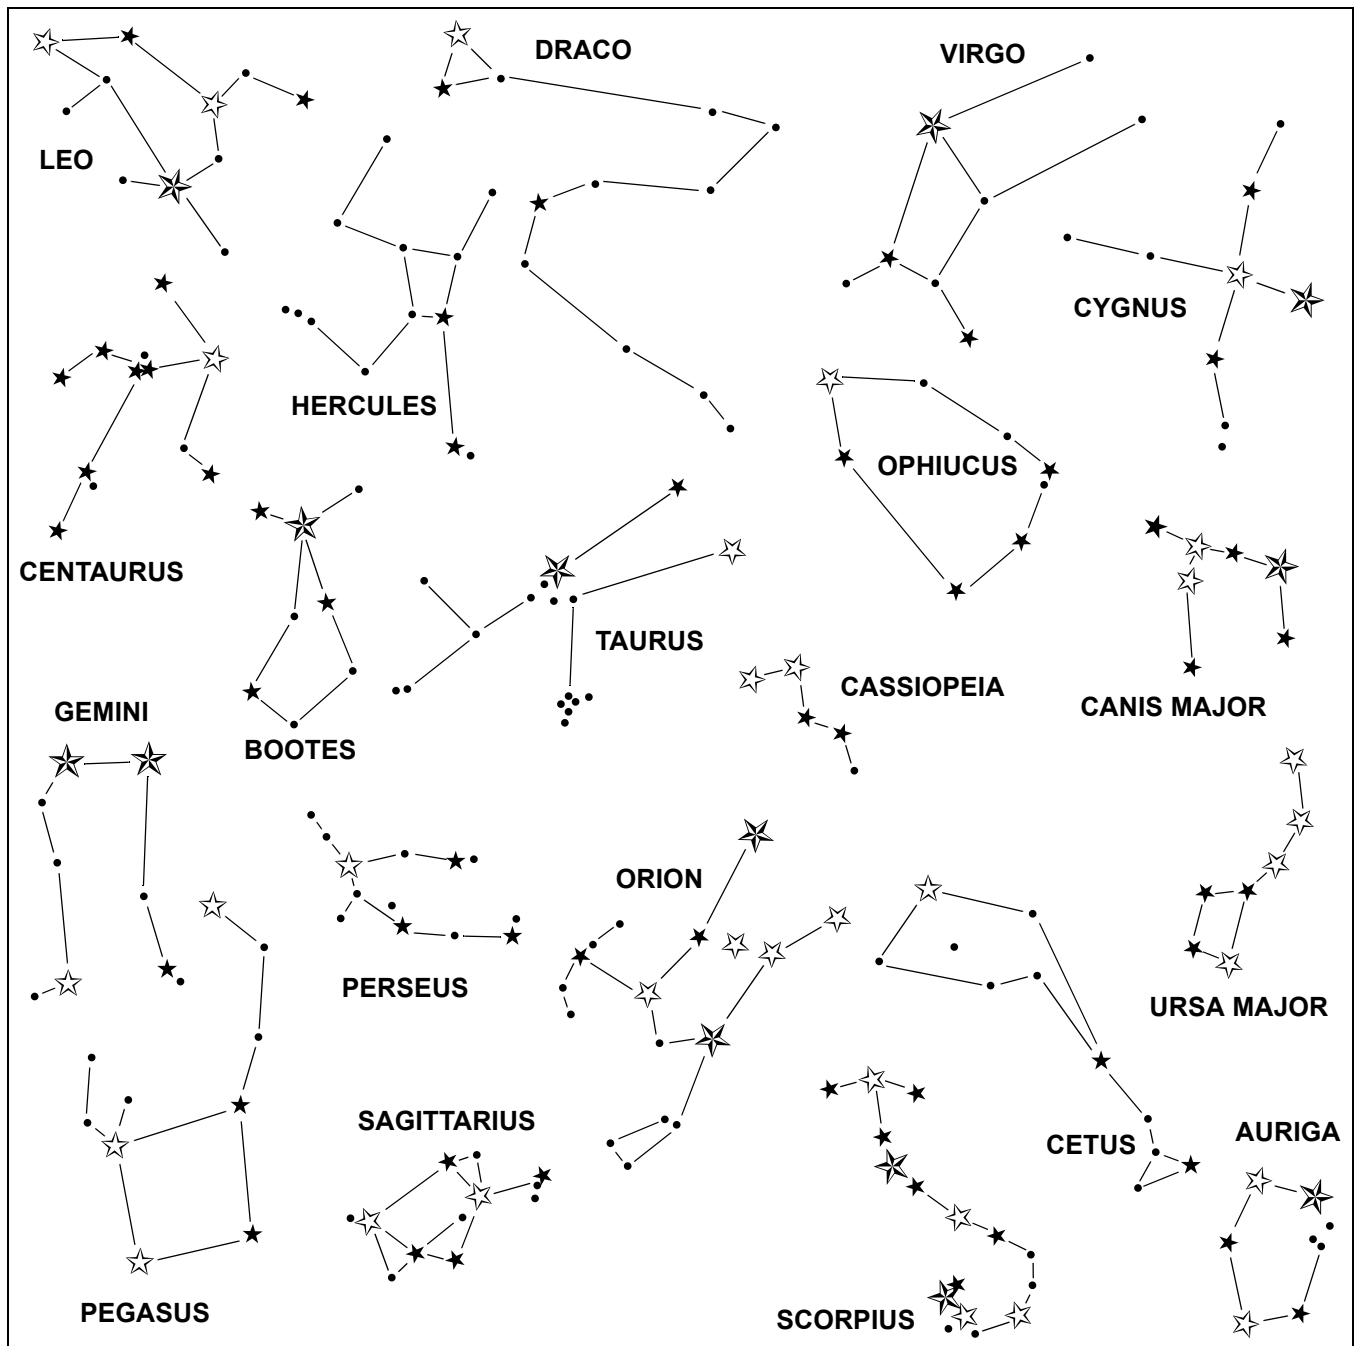 DRACO
VIRGO
LEO
CYGNUS
HERCULES
OPHIUCUS
CENTAURUS
TAURUS
CASSIOPEIA
CANIS MAJOR
GEMINI
BOOTES
ORION
PERSEUS
URSA MAJOR
SAGITTARIUS
CETUS
AURIGA
PEGASUS
SCORPIUS